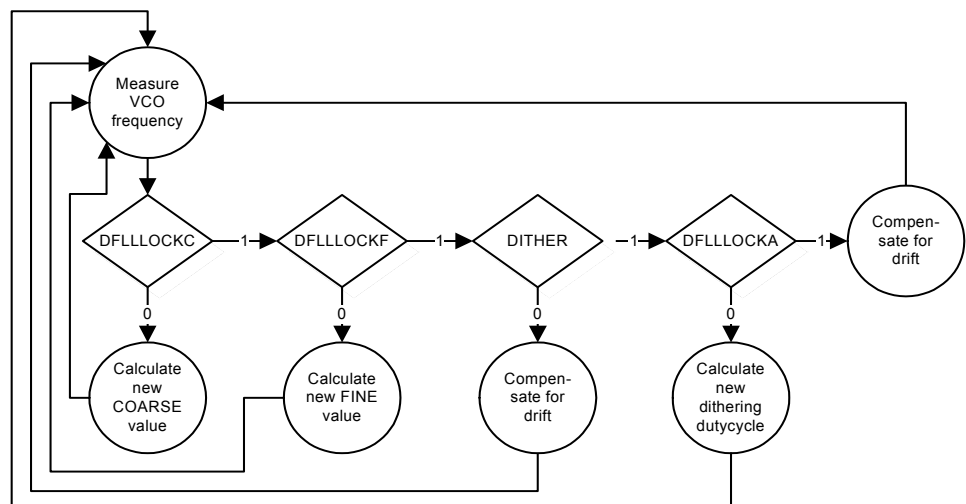 Measure
VCO
frequency
DFLLLOCKC
1
DFLLLOCKF
1
DITHER
1
DFLLLOCKA
1
Compen-
sate for
drift
0
0
0
0
Calculate
new
COARSE
value
Calculate
new FINE
value
Compen-
sate for
drift
Calculate
new
dithering
dutycycle